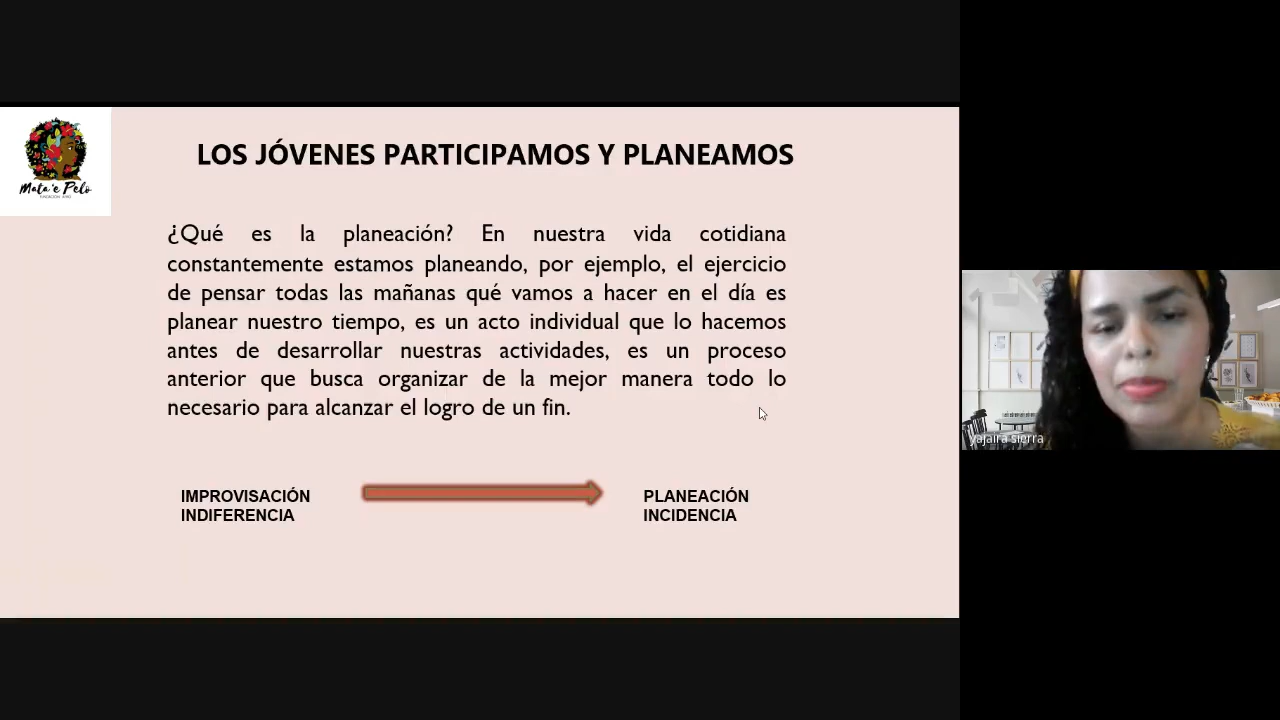 Mata'e Pelo
LOS JÓVENES PARTICIPAMOS Y PLANEAMOS
¿Qué es la planeación? En nuestra vida cotidiana
constantemente estamos planeando, por ejemplo, el ejercicio
de pensar todas las mañanas qué vamos a hacer en el día es
planear nuestro tiempo, es un acto individual que lo hacemos
antes de desarrollar nuestras actividades, es un proceso
anterior que busca organizar de la mejor manera todo lo
necesario para alcanzar el logro de un fin.
IMPROVISACIÓN
INDIFERENCIA
PLANEACIÓN
INCIDENCIA
yajaira sierra